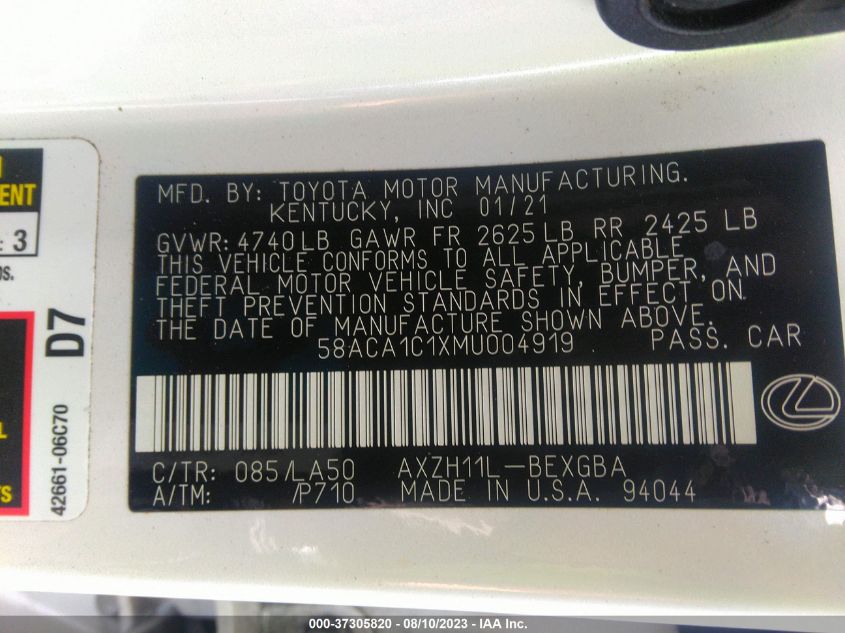 MFD. BY: TOYOTA MOTOR MANUFACTURING.
KENTUCKY, INC 01/21
GVWR: 4740LB GAWR FR 2625 LB RR 2425 LB
THIS VEHICLE CONFORMS TO ALL APPLICABLE
FEDERAL MOTOR VEHICLE SAFETY, BUMPER, AND
THEFT PREVENTION STANDARDS IN EFFECT ON
THE DATE OF MANUFACTURE SHOWN ABOVE.
58ACA1C1XMU004919 PASS. CAR
C/TR: 085/LA50 AXZH11L-BEXGBA
A/TM: /P710 MADE IN U.S.A. 94044
: 3
D7
42661-06C70
000-37305820 - 08/10/2023 - IAA Inc.